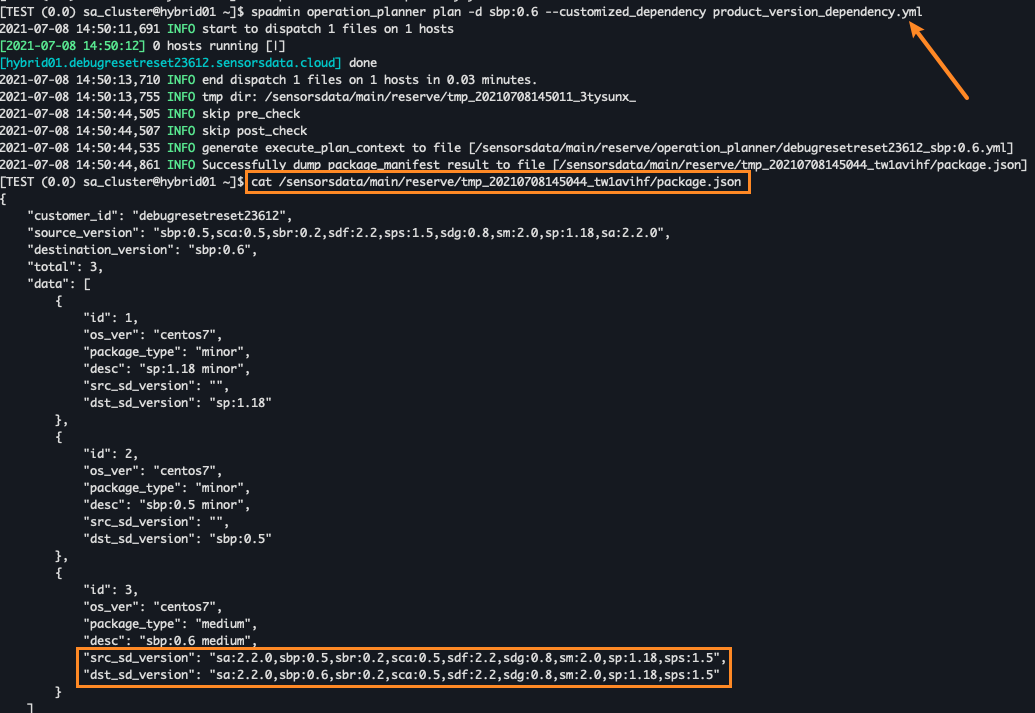 [TEST (0.0) sa_cluster@hybrid01 ~]$ spadmin operation_planner plan -d sbp:0.6 --customized_dependency product_version_dependency.yml
2021-07-08 14:50:11,691 INFO start to dispatch 1 files on 1 hosts
[2021-07-08 14:50:12] 0 hosts running [|]
[hybrid01.debugresetreset23612.sensorsdata.cloud] done
2021-07-08 14:50:13,710 INFO end dispatch 1 files on 1 hosts in 0.03 minutes.
2021-07-08 14:50:13,755 INFO tmp dir: /sensorsdata/main/reserve/tmp_20210708145011_3tysunx_
2021-07-08 14:50:44,505 INFO skip pre_check
2021-07-08 14:50:44,507 INFO skip post_check
2021-07-08 14:50:44,535 INFO generate execute_plan_context to file [/sensorsdata/main/reserve/operation_planner/debugresetreset23612_sbp:0.6.yml]
2021-07-08 14:50:44,861 INFO Successfully dump package_manifest result to file [/sensorsdata/main/reserve/tmp_20210708145044_tw1avihf/package.json]
[TEST (0.0) sa_cluster@hybrid01 ~]$ cat /sensorsdata/main/reserve/tmp_20210708145044_tw1avihf/package.json
{
    "customer_id": "debugresetreset23612",
    "source_version": "sbp:0.5,sca:0.5,sbr:0.2,sdf:2.2,sps:1.5,sdg:0.8,sm:2.0,sp:1.18,sa:2.2.0",
    "destination_version": "sbp:0.6",
    "total": 3,
    "data": [
        {
            "id": 1,
            "os_ver": "centos7",
            "package_type": "minor",
            "desc": "sp:1.18 minor",
            "src_sd_version": "",
            "dst_sd_version": "sp:1.18"
        },
        {
            "id": 2,
            "os_ver": "centos7",
            "package_type": "minor",
            "desc": "sbp:0.5 minor",
            "src_sd_version": "",
            "dst_sd_version": "sbp:0.5"
        },
        {
            "id": 3,
            "os_ver": "centos7",
            "package_type": "medium",
            "desc": "sbp:0.6 medium",
            "src_sd_version": "sa:2.2.0,sbp:0.5,sbr:0.2,sca:0.5,sdf:2.2,sdg:0.8,sm:2.0,sp:1.18,sps:1.5",
            "dst_sd_version": "sa:2.2.0,sbp:0.6,sbr:0.2,sca:0.5,sdf:2.2,sdg:0.8,sm:2.0,sp:1.18,sps:1.5"
        }
    ]